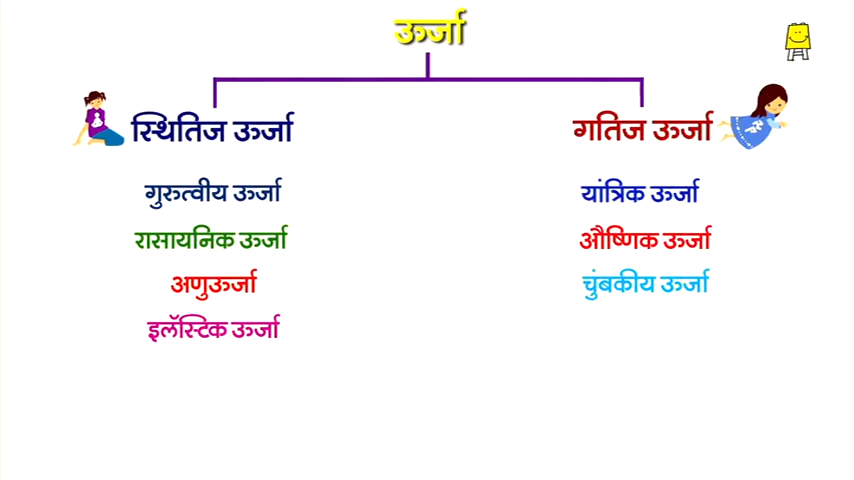 ऊर्जा
स्थितिज ऊर्जा
गुरुत्वीय ऊर्जा
रासायनिक ऊर्जा
अणुऊर्जा
इलॅस्टिक ऊर्जा
गतिज ऊर्जा
यांत्रिक ऊर्जा
औष्णिक ऊर्जा
चुंबकीय ऊर्जा